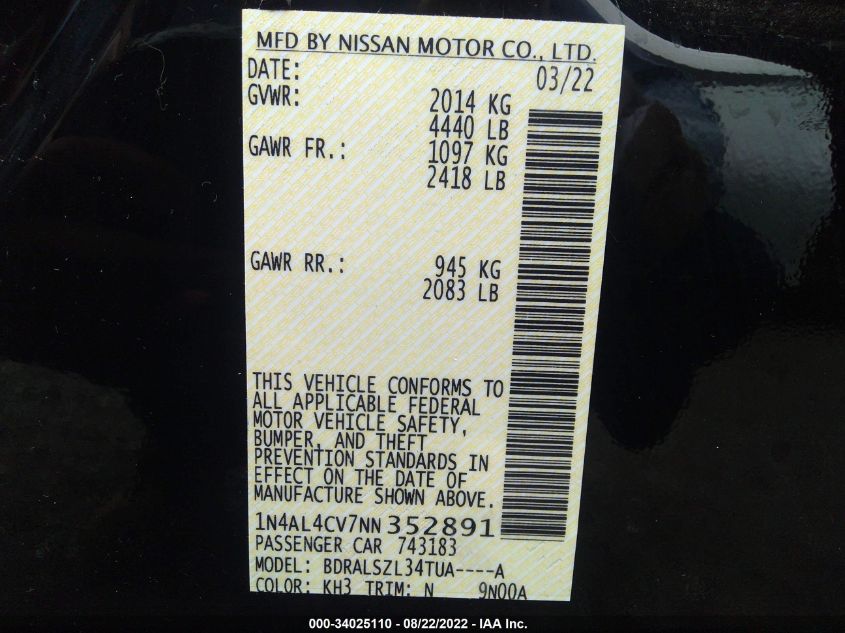 MFD BY NISSAN MOTOR CO., LTD.
DATE: 03/22
GVWR: 2014 KG
4440 LB
GAWR FR.: 1097 KG
2418 LB
GAWR RR.: 945 KG
2083 LB
THIS VEHICLE CONFORMS TO
ALL APPLICABLE FEDERAL
MOTOR VEHICLE SAFETY,
BUMPER, AND THEFT
PREVENTION STANDARDS IN
EFFECT ON THE DATE OF
MANUFACTURE SHOWN ABOVE.
1N4AL4CV7NN 352891
PASSENGER CAR 743183
MODEL: BDRALSZL34TUA----A
COLOR: KH3 TRIM: N 9N00A
000-34025110 - 08/22/2022 - IAA Inc.